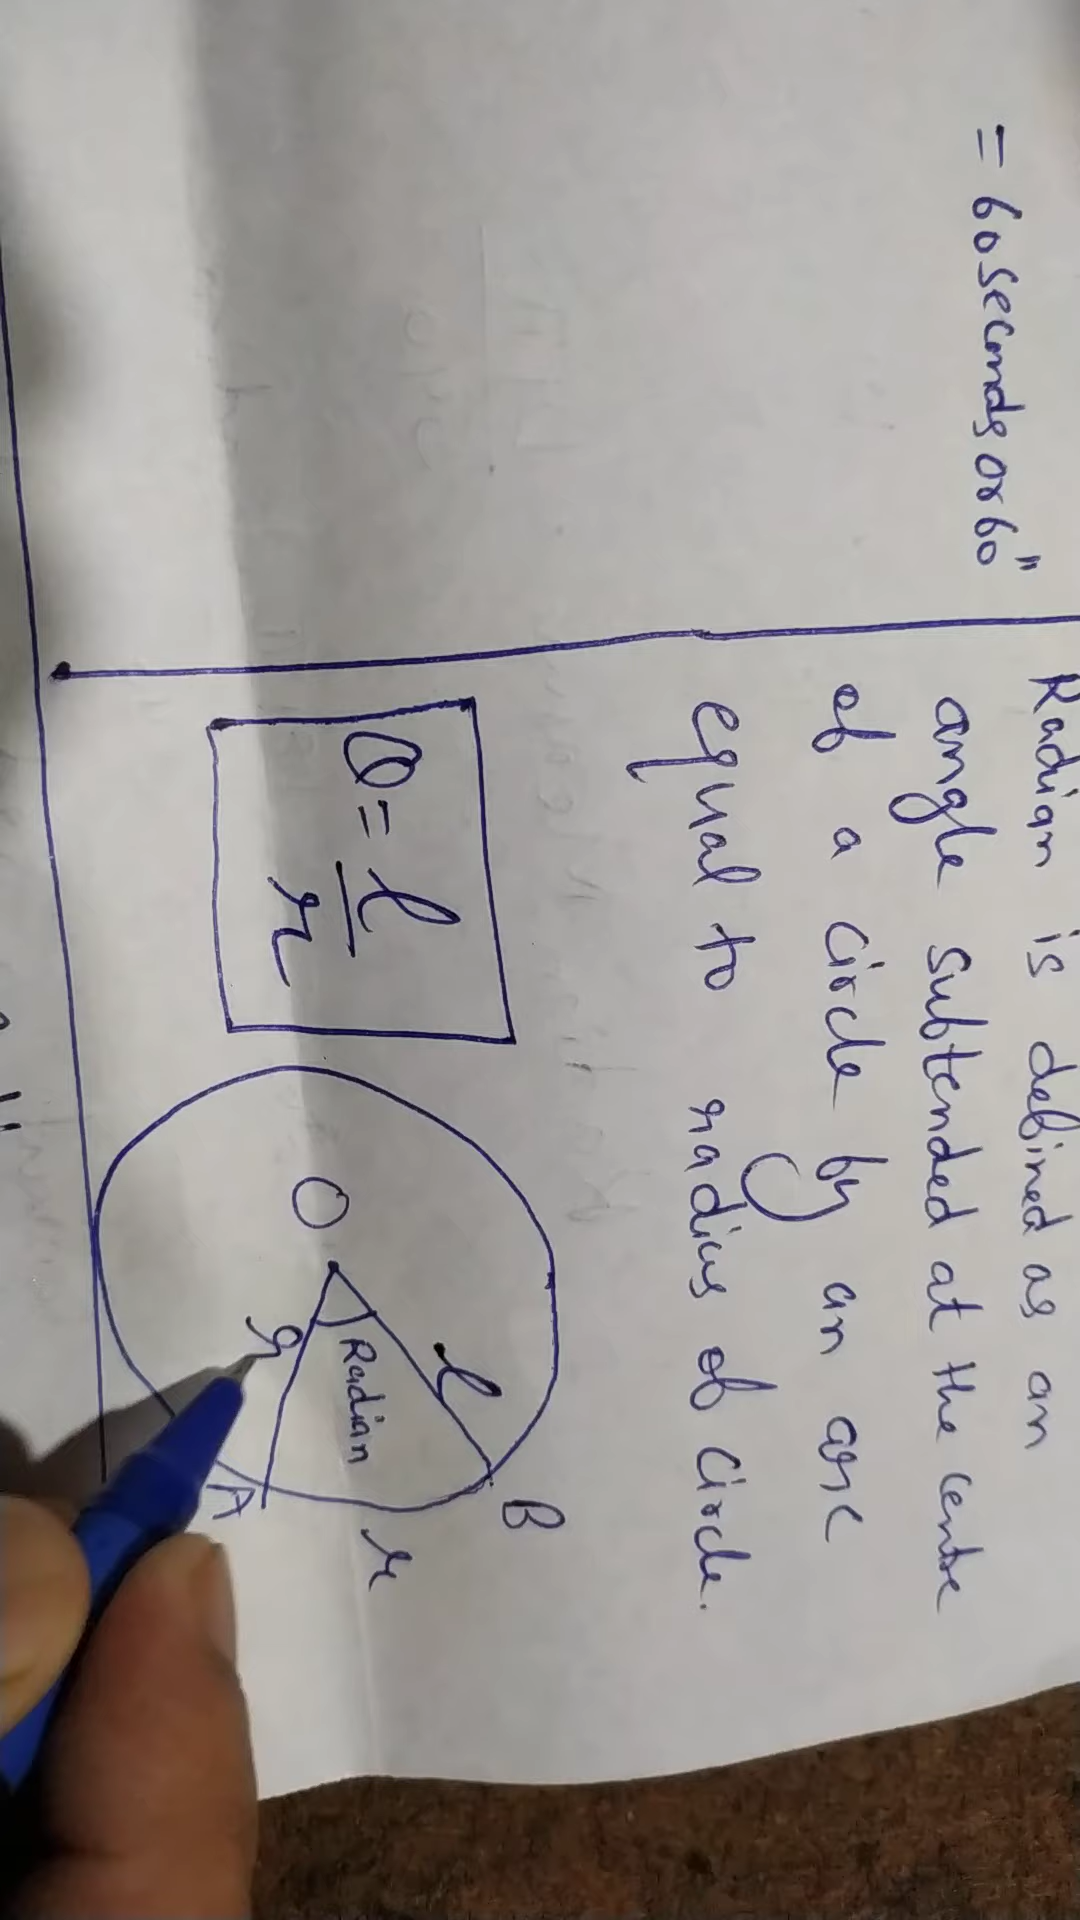 = 60 seconds or 60"
Radian is defined as an
angle subtended at the centre
of a circle by an arc
equal to radius of circle.
θ = l/r
O
Radian
l
r
A
B
r